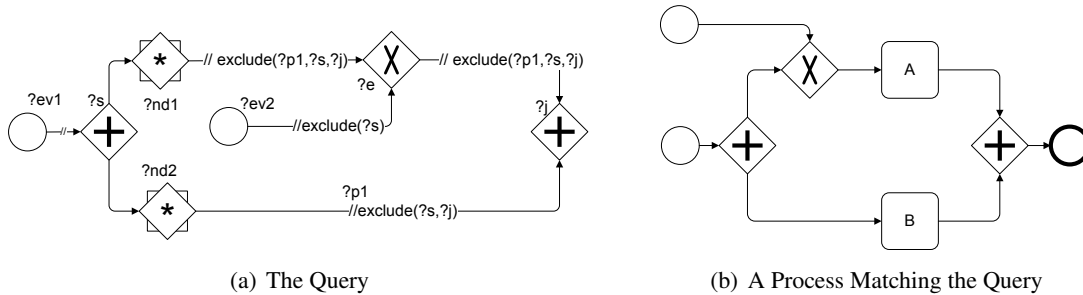 // exclude(?p1,?s,?j)
// exclude(?p1,?s,?j)
*
X
?e
?ev1
?s
?nd1
?ev2
?j
//
+
//exclude(?s)
+
?nd2
*
?p1
//exclude(?s,?j)
(a) The Query
X
A
+
+
B
(b) A Process Matching the Query